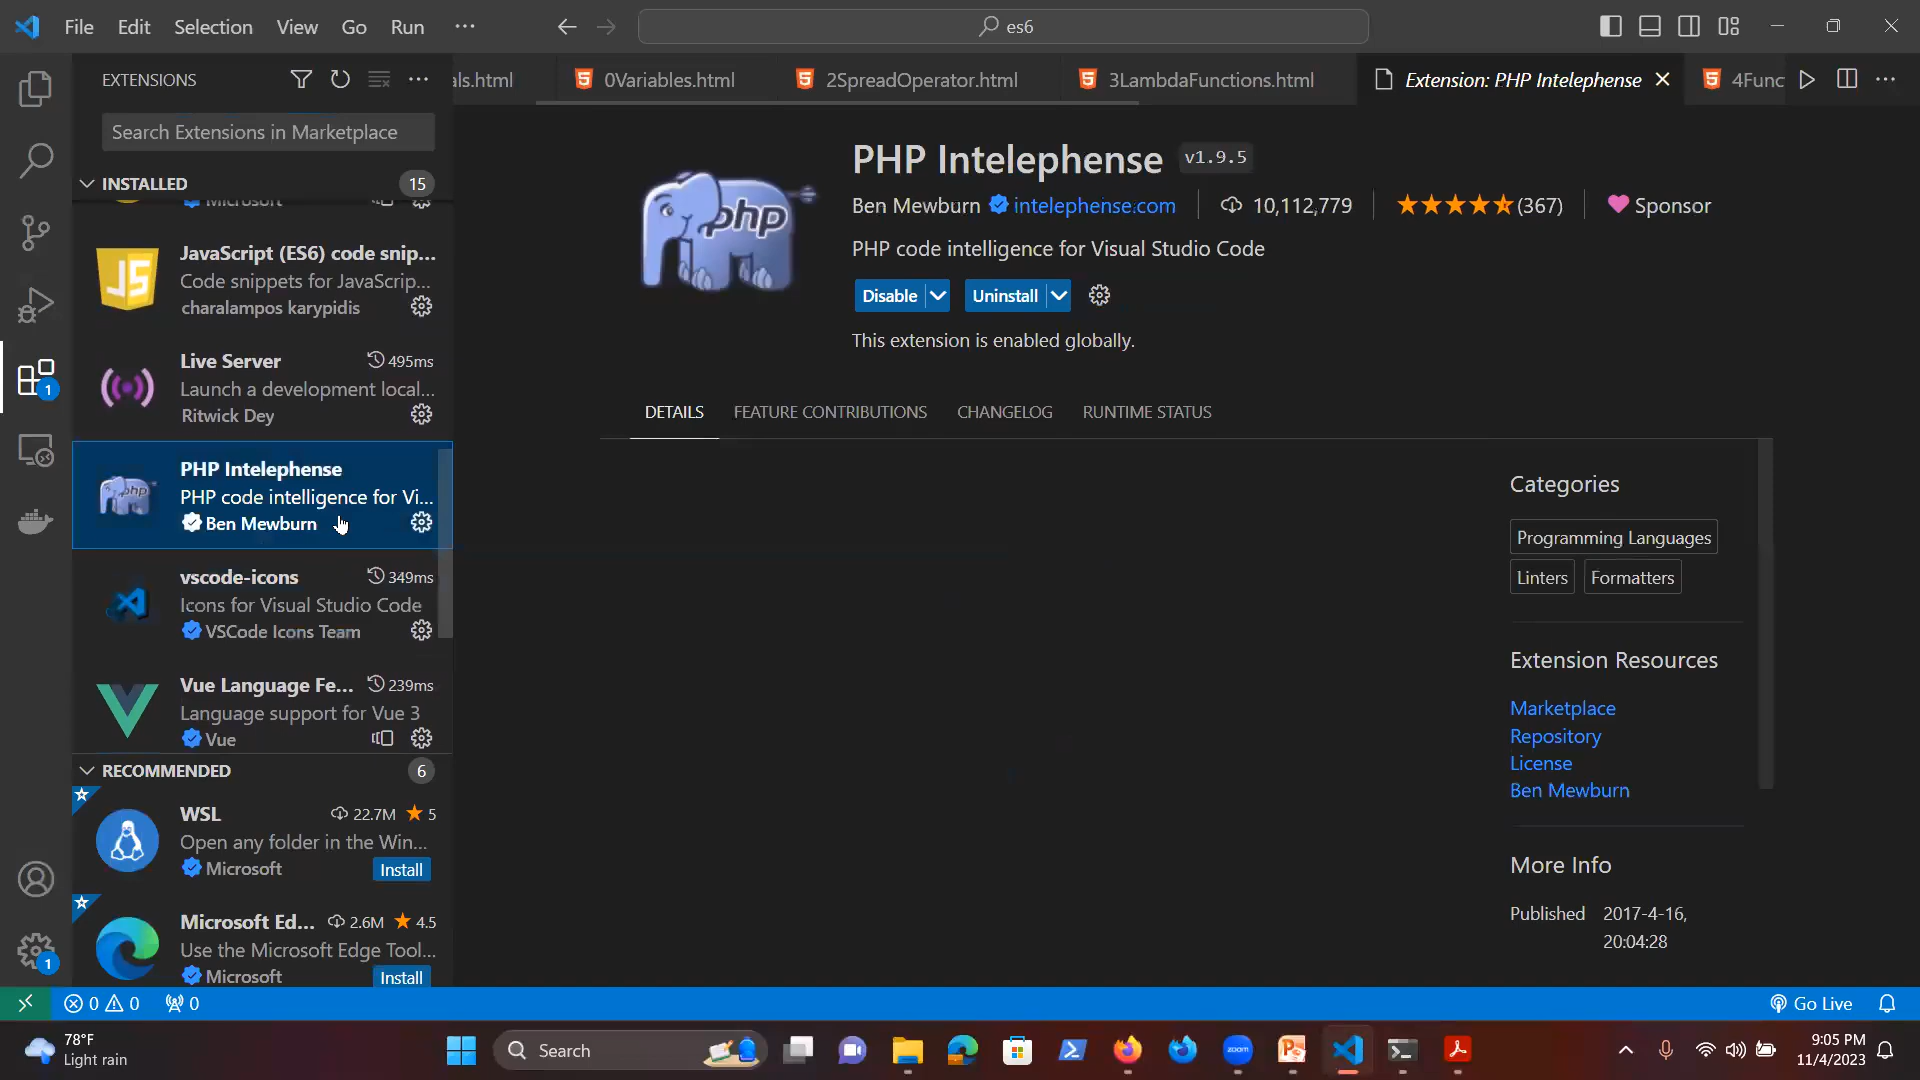 File Edit Selection View Go Run ··· es6
EXTENSIONS
als.html 0Variables.html 2SpreadOperator.html 3LambdaFunctions.html Extension: PHP Intelephense 4Func
Search Extensions in Marketplace
INSTALLED 15
Microsoft
JavaScript (ES6) code snip...
Code snippets for JavaScrip...
charalampos karypidis
Live Server 495ms
Launch a development local...
Ritwick Dey
PHP Intelephense
PHP code intelligence for Vi...
Ben Mewburn
vscode-icons 349ms
Icons for Visual Studio Code
VSCode Icons Team
Vue Language Fe... 239ms
Language support for Vue 3
Vue
RECOMMENDED 6
WSL 22.7M 5
Open any folder in the Win...
Microsoft Install
Microsoft Ed... 2.6M 4.5
Use the Microsoft Edge Tool...
Microsoft Install
php
PHP Intelephense v1.9.5
Ben Mewburn intelephense.com 10,112,779 (367) Sponsor
PHP code intelligence for Visual Studio Code
Disable Uninstall
This extension is enabled globally.
DETAILS FEATURE CONTRIBUTIONS CHANGELOG RUNTIME STATUS
Categories
Programming Languages
Linters Formatters
Extension Resources
Marketplace
Repository
License
Ben Mewburn
More Info
Published 2017-4-16,
20:04:28
1
1
JS
php
0 0 0 Go Live
78°F
Light rain
Search
zoom
9:05 PM
11/4/2023